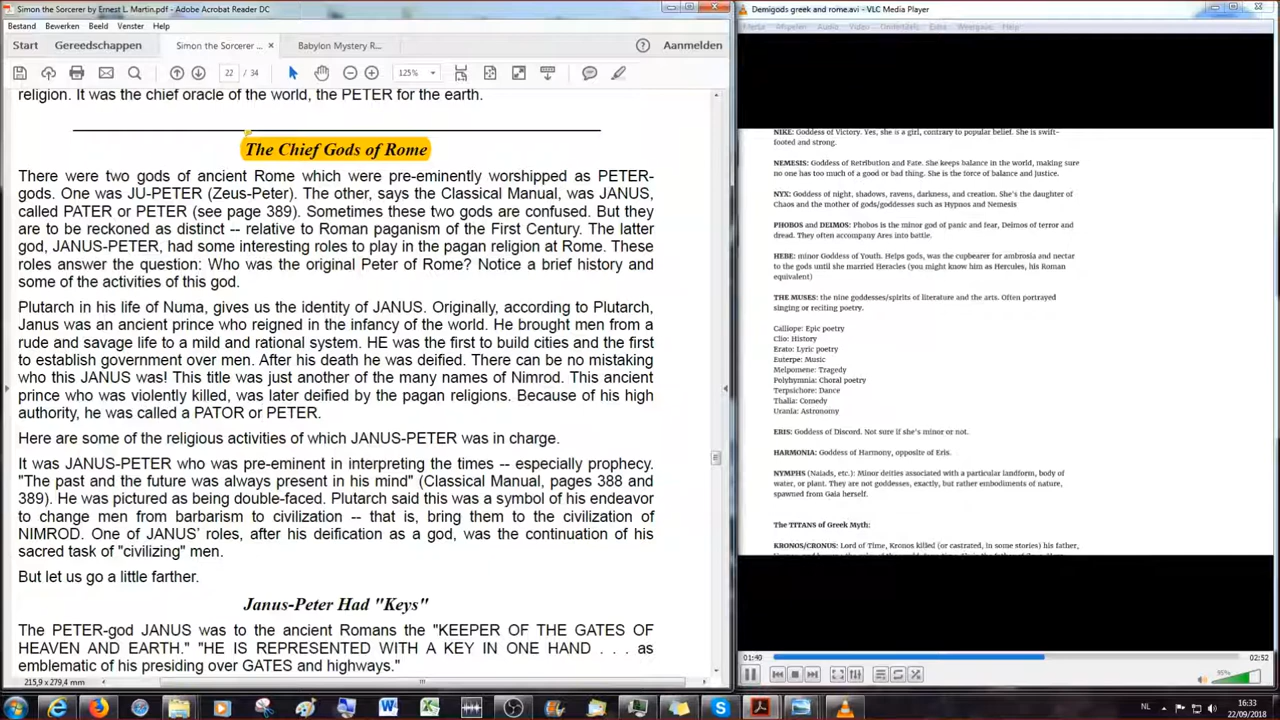 Simon the Sorcerer by Ernest L. Martin.pdf - Adobe Acrobat Reader DC
Bestand Bewerken Beeld Venster Help
Start Gereedschappen Simon the Sorcerer ... × Babylon Mystery R... Aanmelden
22 / 34 125%
religion. It was the chief oracle of the world, the PETER for the earth.
The Chief Gods of Rome
There were two gods of ancient Rome which were pre-eminently worshipped as PETER-
gods. One was JU-PETER (Zeus-PETER). The other, says the Classical Manual, was JANUS,
called PATER or PETER (see page 389). Sometimes these two gods are confused. But they
are to be reckoned as distinct -- relative to Roman paganism of the First Century. The minor
god, JANUS-PETER, had some interesting roles to play in the pagan religion at Rome. These
roles answer the question: Who was the original Peter of Rome? Notice a brief history and
some of the activities of this god.
Plutarch in his life of Numa, gives us the identity of JANUS. Originally, according to Plutarch,
Janus was an ancient prince who reigned in the infancy of the world. He brought men from a
rude and savage life to a mild and rational system. HE was the first to build cities and the first
to establish government over men. After his death he was deified. There can be no mistaking
who this JANUS was! This title was just another of the many names of Nimrod. This ancient
prince who was violently killed, was later deified by the pagan religions. Because of his high
authority, he was called a PATOR or PETER.
Here are some of the religious activities of which JANUS-PETER was in charge.
It was JANUS-PETER who was pre-eminent in interpreting the times -- especially prophecy.
"The past and the future was always present in his mind" (Classical Manual, pages 388 and
389). He was pictured as being double-faced. Plutarch said this was a symbol of his endeavor
to change men from barbarism to civilization -- that is, bring them to the civilization of
NIMROD. One of JANUS' roles, after his deification as a god, was the continuation of his
sacred task of "civilizing" men.
But let us go a little farther.
Janus-Peter Had "Keys"
The PETER-god JANUS was to the ancient Romans the "KEEPER OF THE GATES OF
HEAVEN AND EARTH." "HE IS REPRESENTED WITH A KEY IN ONE HAND . . . as
emblematic of his presiding over GATES and highways."
215,9 x 279,4 mm
Demigods greek and rome.avi - VLC Media Player
Media Afspelen Audio Video Ondertitels Extra Weergave Help
NIKE: Goddess of Victory. Yes, she is a girl, contrary to popular belief. She is swift-
footed and strong.
NEMESIS: Goddess of Retribution and Fate. She keeps balance in the world, making sure
no one has too much of a good or bad thing. She is the force of balance and justice.
NYX: Goddess of night, shadows, ravens, darkness, and creation. She's the daughter of
Chaos and the mother of gods/goddesses such as Hypnos and Nemesis
PHOBOS and DEIMOS: Phobos is the minor god of panic and fear, Deimos of terror and
dread. They often accompany Ares into battle.
HEBE: minor Goddess of Youth. Helps gods, was the cupbearer for ambrosia and nectar
to the gods until she married Heracles (you might know him as Hercules, his Roman
equivalent)
THE MUSES: the nine goddesses/spirits of literature and the arts. Often portrayed
singing or reciting poetry.
Calliope: Epic poetry
Clio: History
Erato: Lyric poetry
Euterpe: Music
Melpomene: Tragedy
Polyhymnia: Choral poetry
Terpsichore: Dance
Thalia: Comedy
Urania: Astronomy
ERIS: Goddess of Discord. Not sure if she's minor or not.
HARMONIA: Goddess of Harmony, opposite of Eris.
NYMPHS (Naiads, etc.): Minor deities associated with a particular landform, body of
water, or plant. They are not goddesses, exactly, but rather embodiments of nature,
spawned from Gaia herself.
The TITANS of Greek Myth:
KRONOS/CRONUS: Lord of Time, Kronos killed (or castrated, in some stories) his father,
01:40 02:52
95%
NL 16:33
22/09/2018